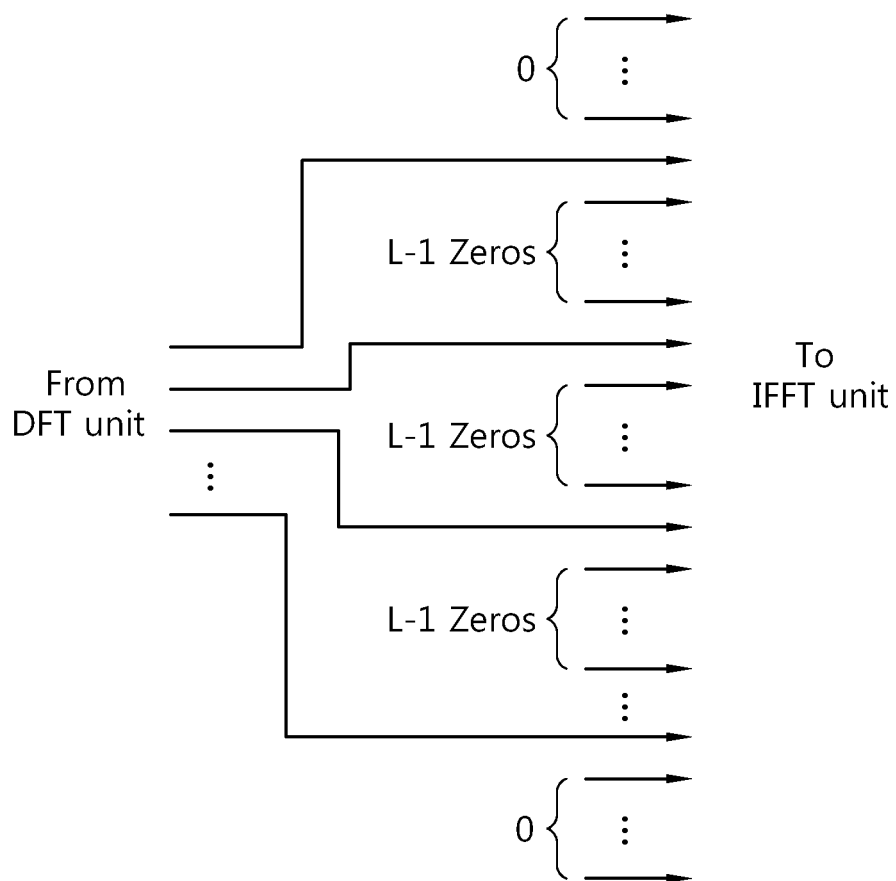 0
L-1 Zeros
From
DFT unit
To
IFFT unit
L-1 Zeros
L-1 Zeros
0